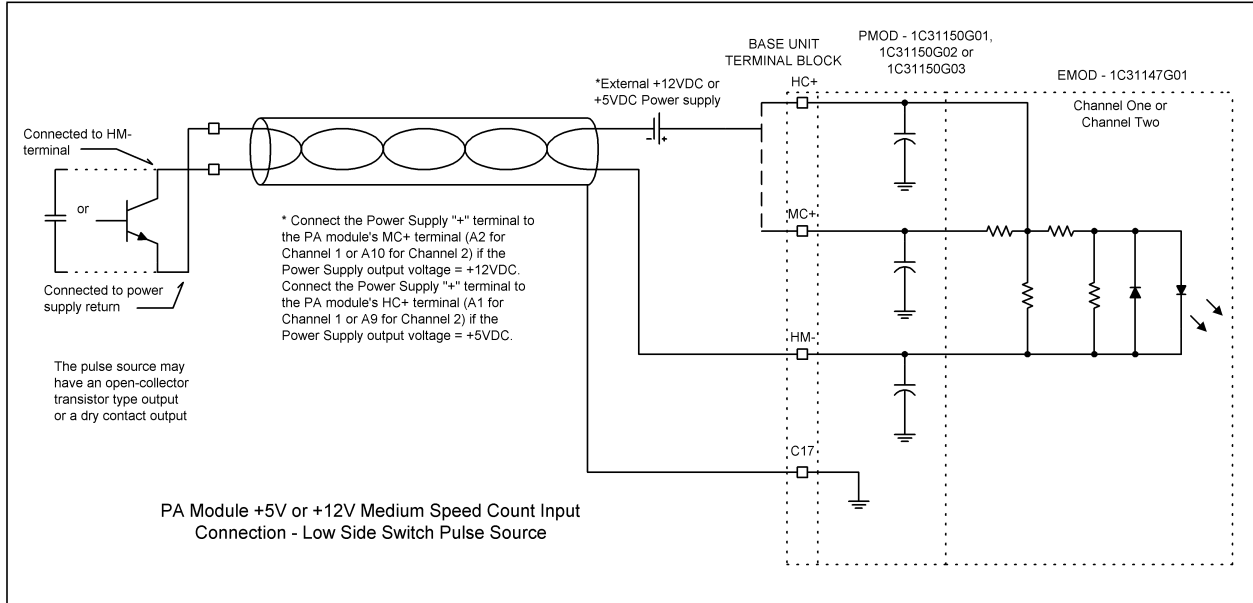 BASE UNIT
TERMINAL BLOCK
PMOD - 1C31150G01,
1C31150G02 or
1C31150G03
EMOD - 1C31147G01
Channel One or
Channel Two
*External +12VDC or
+5VDC Power supply
- +
HC+
MC+
HM-
C17
Connected to HM-
terminal
or
Connected to power
supply return
The pulse source may
have an open-collector
transistor type output
or a dry contact output
* Connect the Power Supply "+" terminal to
the PA module's MC+ terminal (A2 for
Channel 1 or A10 for Channel 2) if the
Power Supply output voltage = +12VDC.
Connect the Power Supply "+" terminal to
the PA module's HC+ terminal (A1 for
Channel 1 or A9 for Channel 2) if the
Power Supply output voltage = +5VDC.
PA Module +5V or +12V Medium Speed Count Input
Connection - Low Side Switch Pulse Source